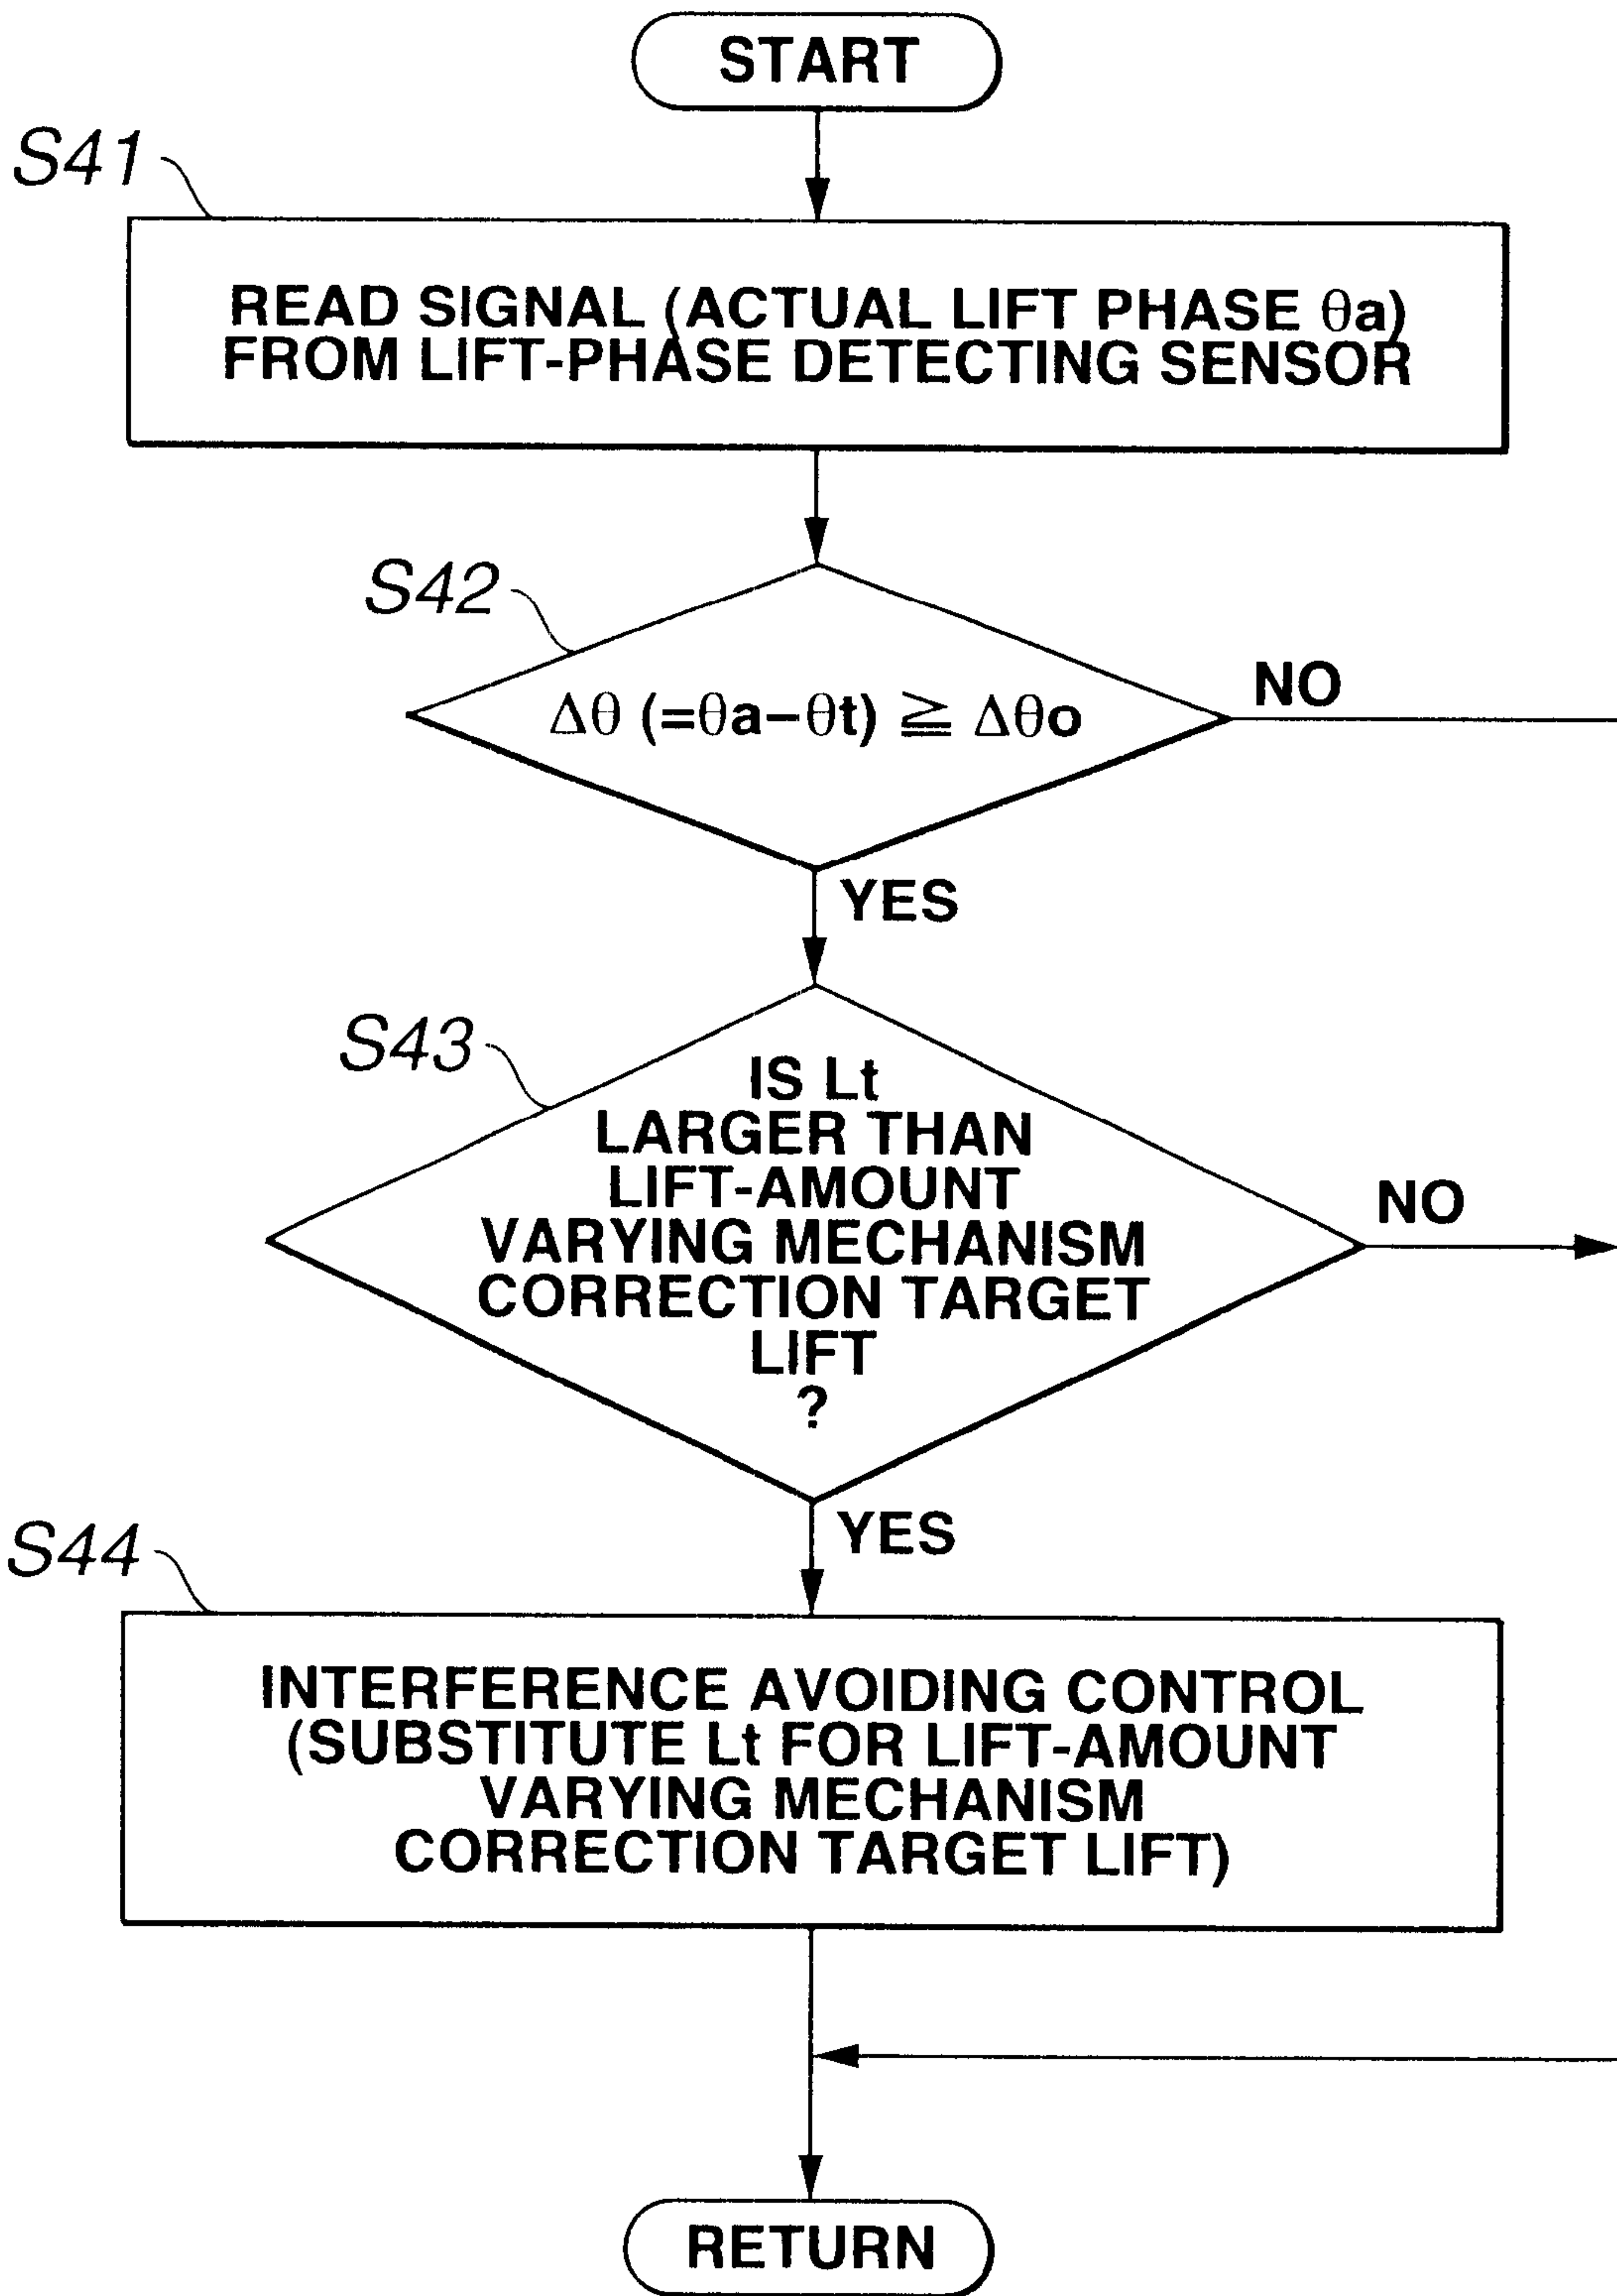 START
S41
READ SIGNAL (ACTUAL LIFT PHASE θa)
FROM LIFT-PHASE DETECTING SENSOR
S42
Δθ (=θa−θt) ≧ Δθo
NO
YES
S43
IS Lt
LARGER THAN
LIFT-AMOUNT
VARYING MECHANISM
CORRECTION TARGET
LIFT
?
NO
YES
S44
INTERFERENCE AVOIDING CONTROL
(SUBSTITUTE Lt FOR LIFT-AMOUNT
VARYING MECHANISM
CORRECTION TARGET LIFT)
RETURN